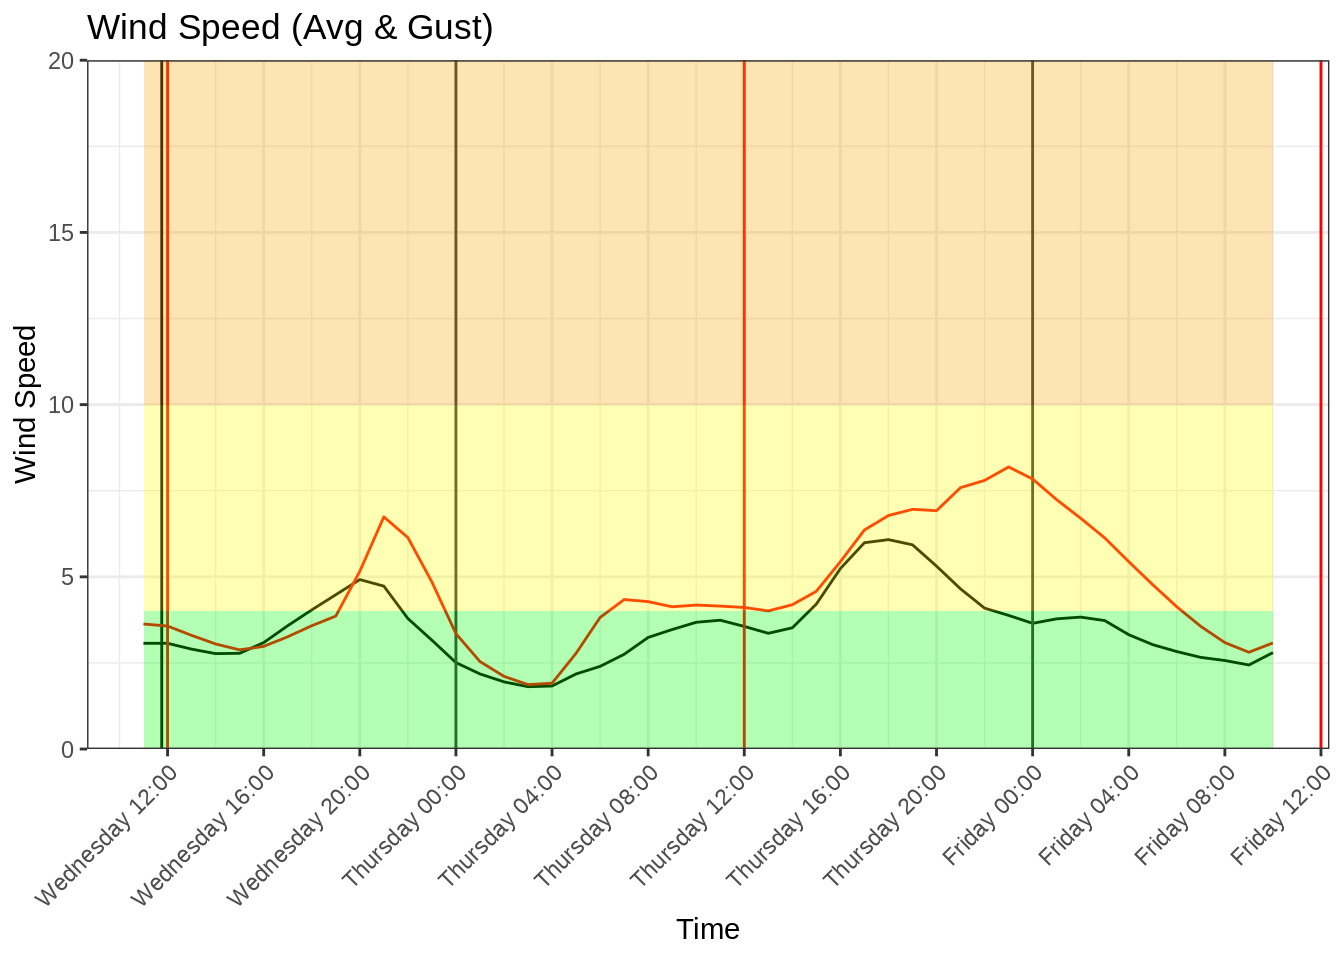 Wind Speed (Avg & Gust)
20
15
10
5
0
Wind Speed
Wednesday 12:00
Wednesday 16:00
Wednesday 20:00
Thursday 00:00
Thursday 04:00
Thursday 08:00
Thursday 12:00
Thursday 16:00
Thursday 20:00
Friday 00:00
Friday 04:00
Friday 08:00
Friday 12:00
Time